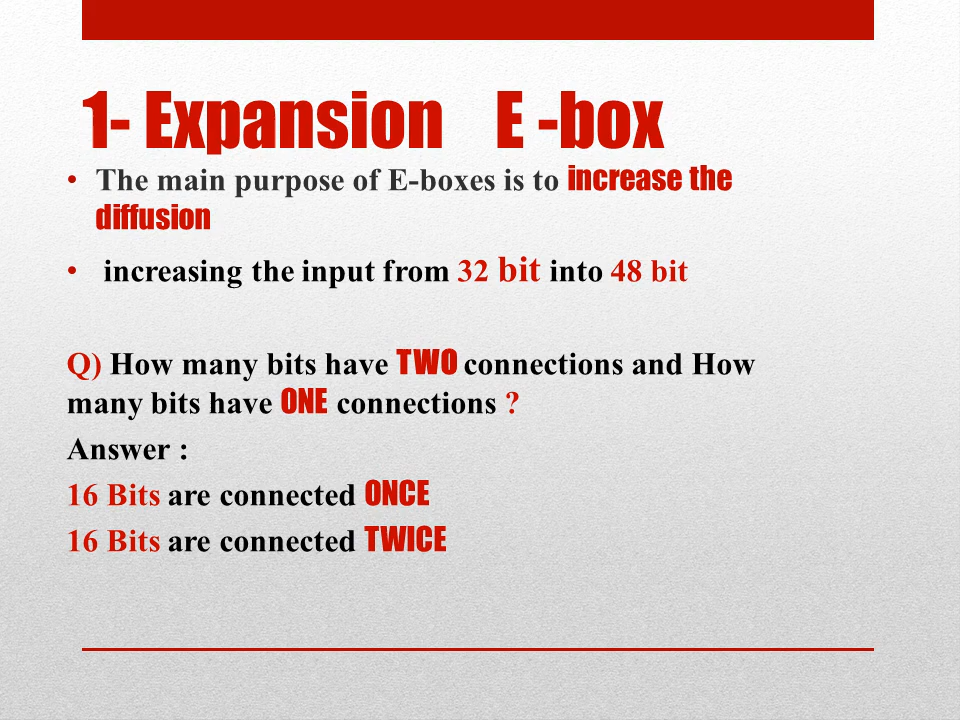 1- Expansion E -box
• The main purpose of E-boxes is to increase the
diffusion
• increasing the input from 32 bit into 48 bit
Q) How many bits have TWO connections and How
many bits have ONE connections ?
Answer :
16 Bits are connected ONCE
16 Bits are connected TWICE